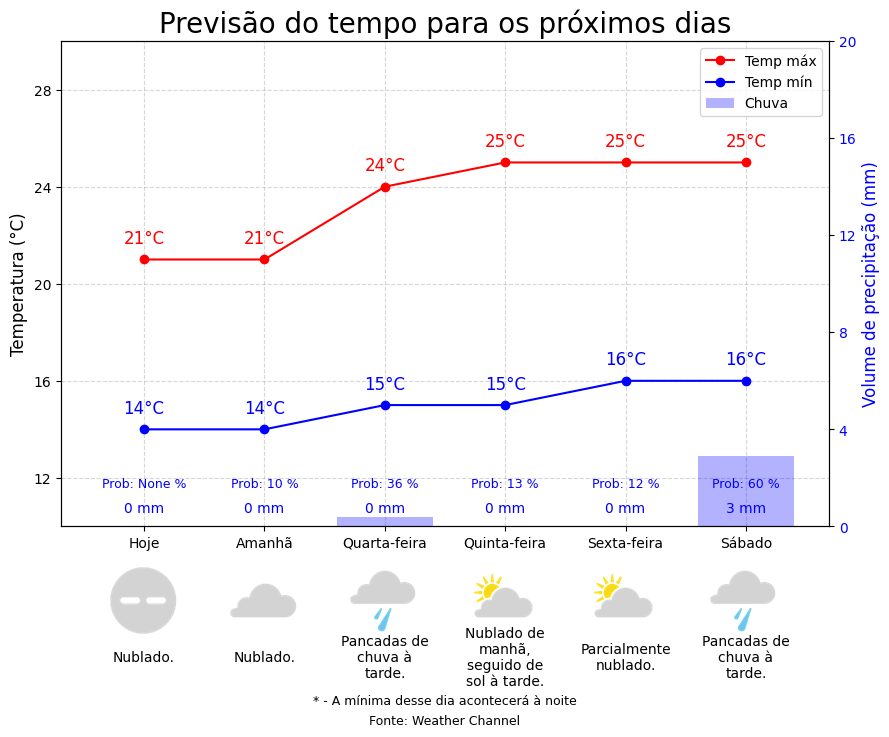 Previsão do tempo para os próximos dias
Temperatura (°C)
28
24
20
16
12
Volume de precipitação (mm)
20
16
12
8
4
0
Temp máx
Temp mín
Chuva
21°C
21°C
24°C
25°C
25°C
25°C
14°C
14°C
15°C
15°C
16°C
16°C
Prob: None %
Prob: 10 %
Prob: 36 %
Prob: 13 %
Prob: 12 %
Prob: 60 %
0 mm
0 mm
0 mm
0 mm
0 mm
3 mm
Hoje
Amanhã
Quarta-feira
Quinta-feira
Sexta-feira
Sábado
Nublado.
Nublado.
Pancadas de
chuva à
tarde.
Nublado de
manhã,
seguido de
sol à tarde.
Parcialmente
nublado.
Pancadas de
chuva à
tarde.
* - A mínima desse dia acontecerá à noite
Fonte: Weather Channel